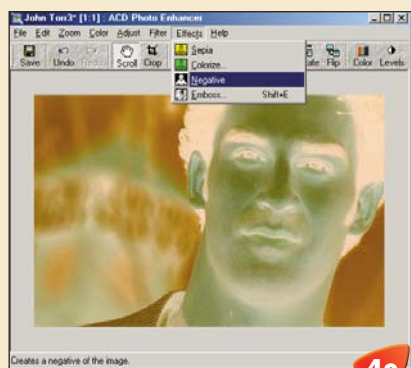 John Torr3* [1:1] : ACD Photo Enhancer
File Edit Zoom Color Adjust Filter Effects Help
Save Undo Redo Scroll Crop Flip Color Levels
Sepia
Colorize...
Negative
Emboss... Shift+E
Creates a negative of the image.